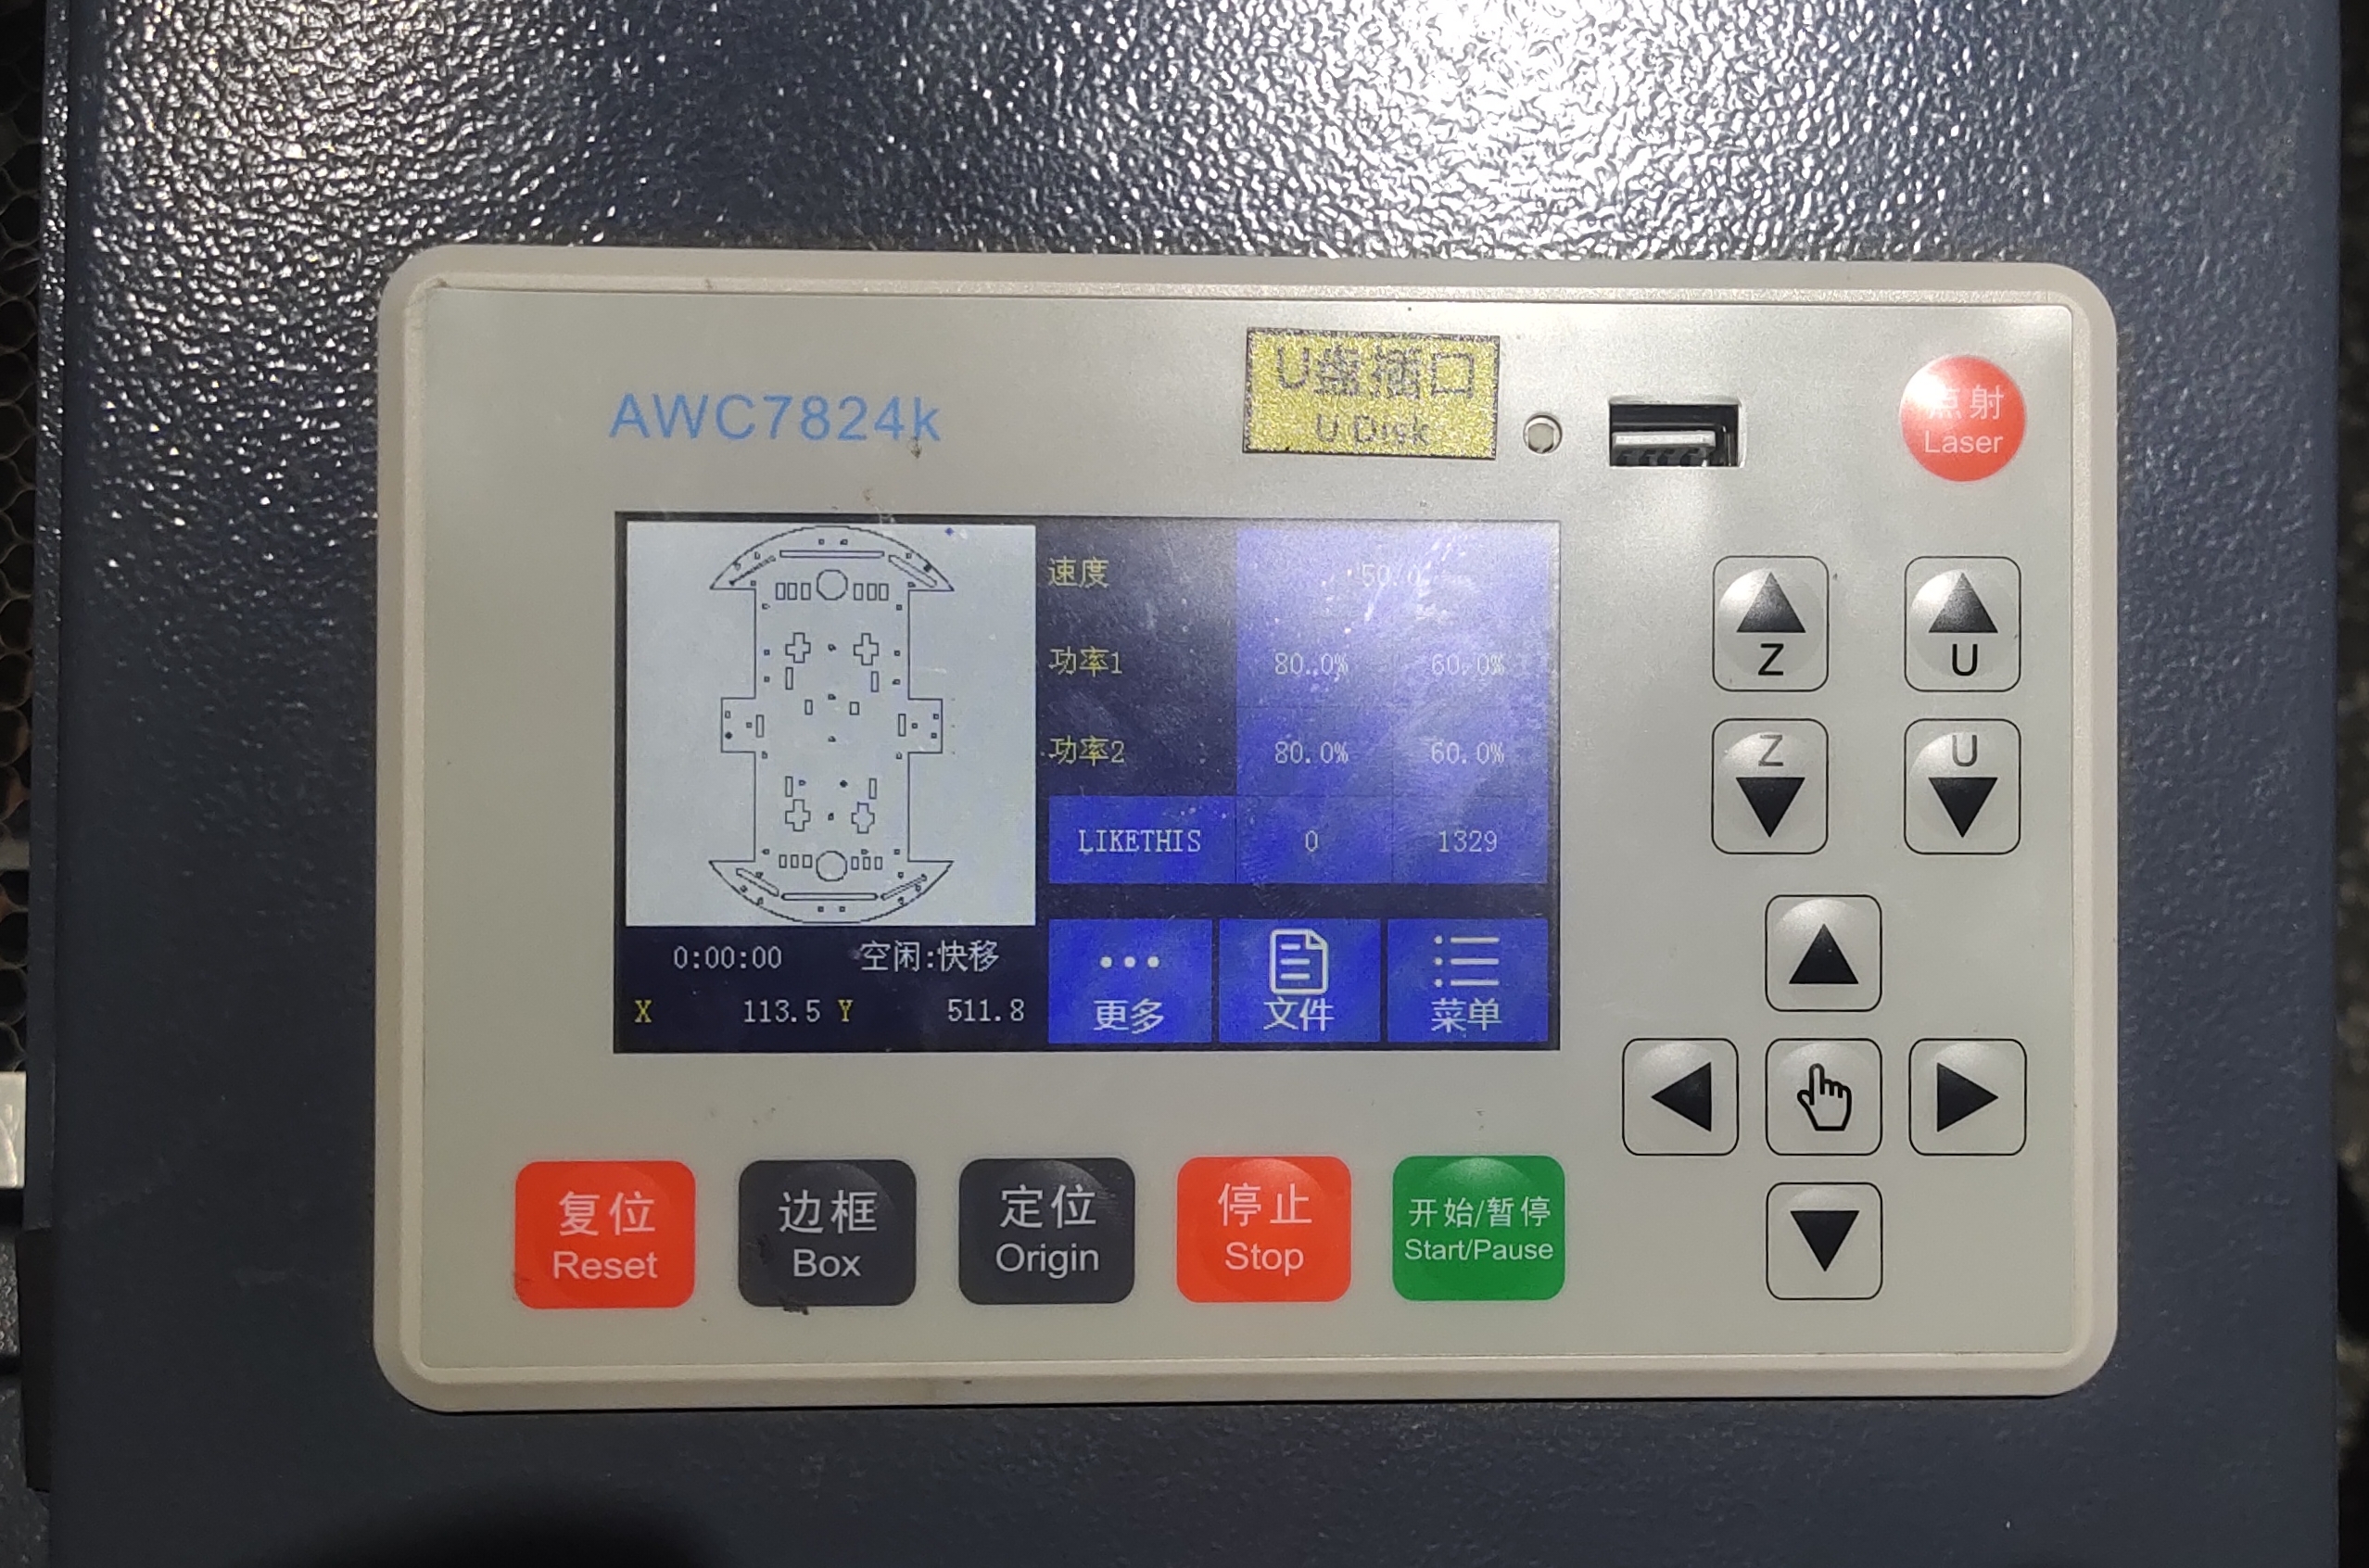 U盘插口
U Disk
AWC7824k
点射
Laser
速度 50.0
功率1 80.0% 60.0%
功率2 80.0% 60.0%
LIKETHIS 0 1329
0:00:00 空闲:快移
X 113.5 Y 511.8
更多 文件 菜单
Z U
Z U
复位 边框 定位 停止 开始/暂停
Reset Box Origin Stop Start/Pause